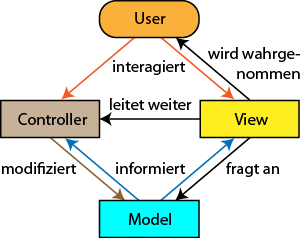 User
wird wahrge-
nommen
interagiert
leitet weiter
Controller
View
modifiziert
informiert
fragt an
Model